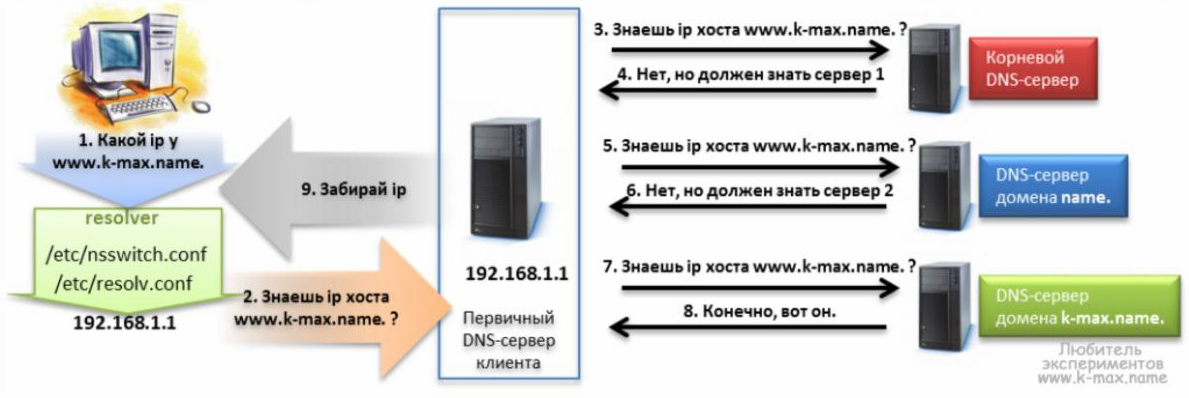 1. Какой ip у
www.k-max.name.
resolver
/etc/nsswitch.conf
/etc/resolv.conf
192.168.1.1
2. Знаешь ip хоста
www.k-max.name. ?
9. Забирай ip
192.168.1.1
Первичный
DNS-сервер
клиента
3. Знаешь ip хоста www.k-max.name. ?
4. Нет, но должен знать сервер 1
Корневой
DNS-сервер
5. Знаешь ip хоста www.k-max.name. ?
6. Нет, но должен знать сервер 2
DNS-сервер
домена name.
7. Знаешь ip хоста www.k-max.name. ?
8. Конечно, вот он.
DNS-сервер
домена k-max.name.
Любитель
экспериментов
www.k-max.name